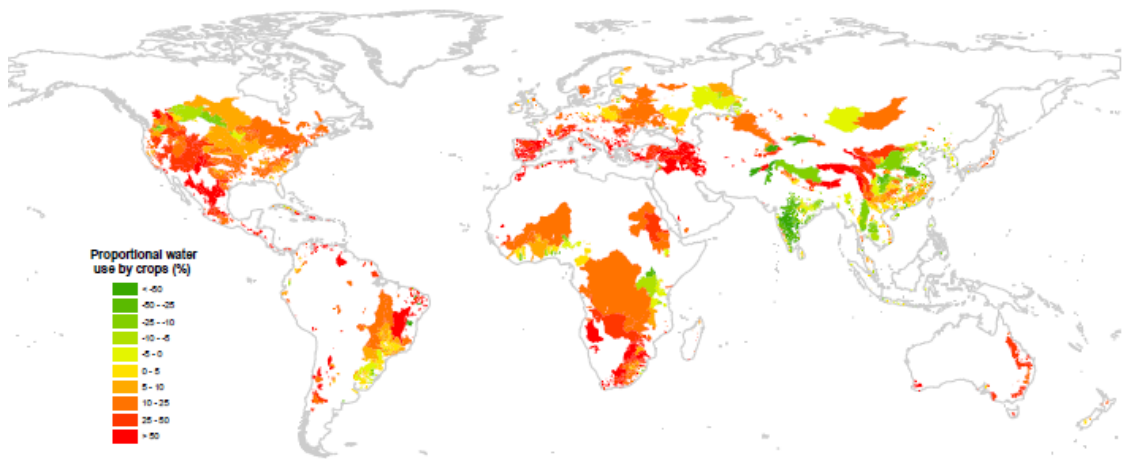 Proportional water
use by crops (%)
< -50
-50 - -25
-25 - -10
-10 - -5
-5 - 0
0 - 5
5 - 10
10 - 25
25 - 50
> 50